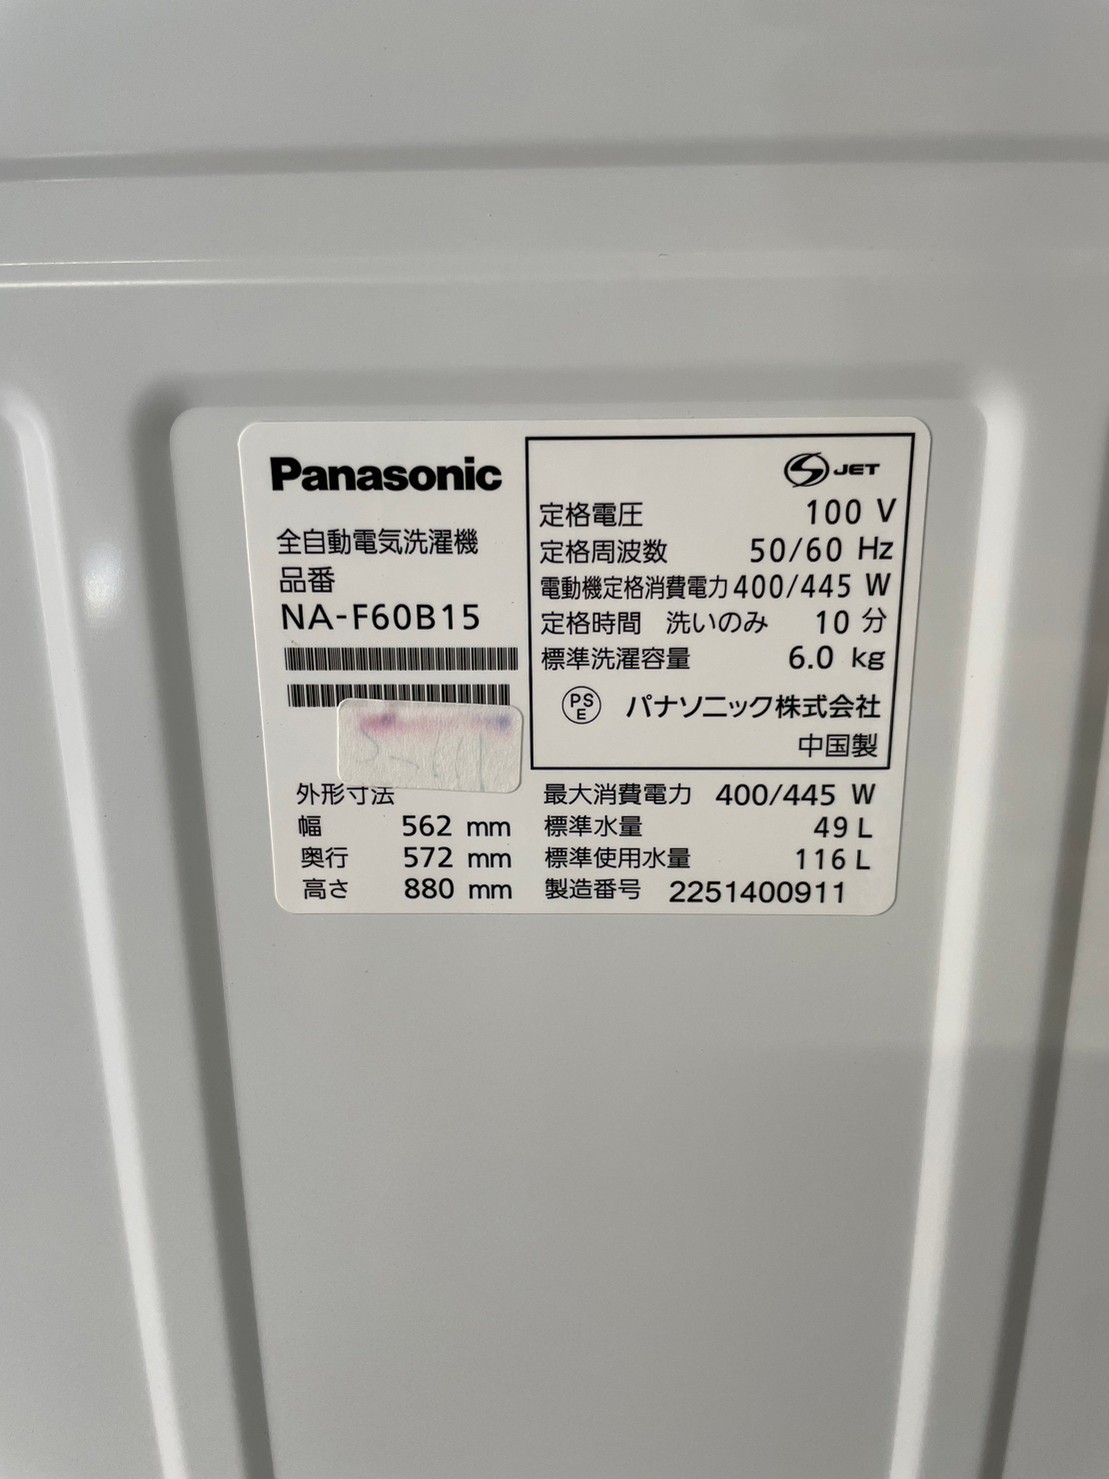 Panasonic
全自動電気洗濯機
品番
NA-F60B15
S JET
定格電圧 100 V
定格周波数 50/60 Hz
電動機定格消費電力 400/445 W
定格時間 洗いのみ 10 分
標準洗濯容量 6.0 kg
PS
E
パナソニック株式会社
中国製
外形寸法
幅 562 mm
奥行 572 mm
高さ 880 mm
最大消費電力 400/445 W
標準水量 49 L
標準使用水量 116 L
製造番号 2251400911